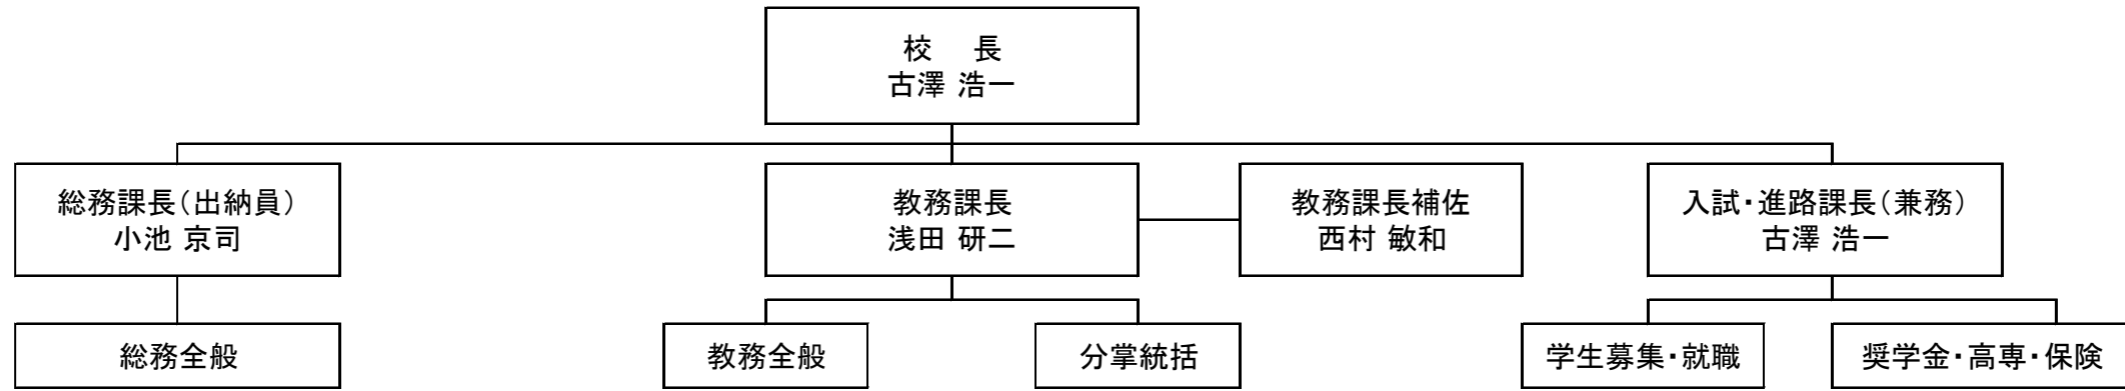 校　長
古澤 浩一
総務課長（出納員）
小池 京司
教務課長
浅田 研二
教務課長補佐
西村 敏和
入試・進路課長（兼務）
古澤 浩一
総務全般
教務全般
分掌統括
学生募集・就職
奨学金・高専・保険